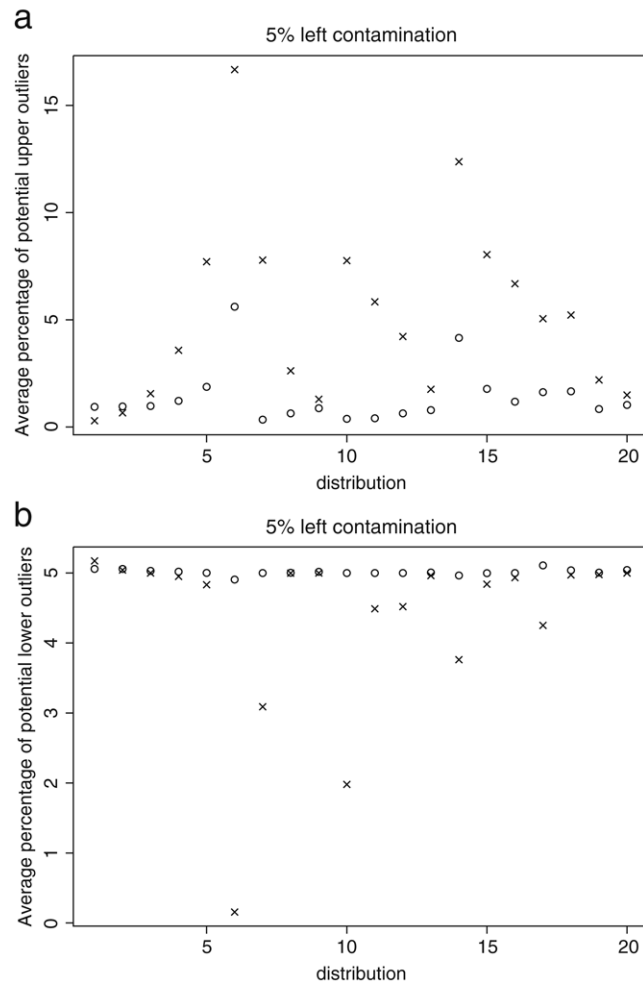 a
5% left contamination
Average percentage of potential upper outliers
15
10
5
0
5 10 15 20
distribution
b
5% left contamination
Average percentage of potential lower outliers
5
4
3
2
1
0
5 10 15 20
distribution